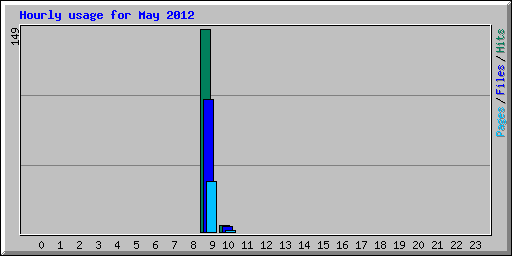 Hourly usage for May 2012
149
Pages/Files/Hits
0 1 2 3 4 5 6 7 8 9 10 11 12 13 14 15 16 17 18 19 20 21 22 23